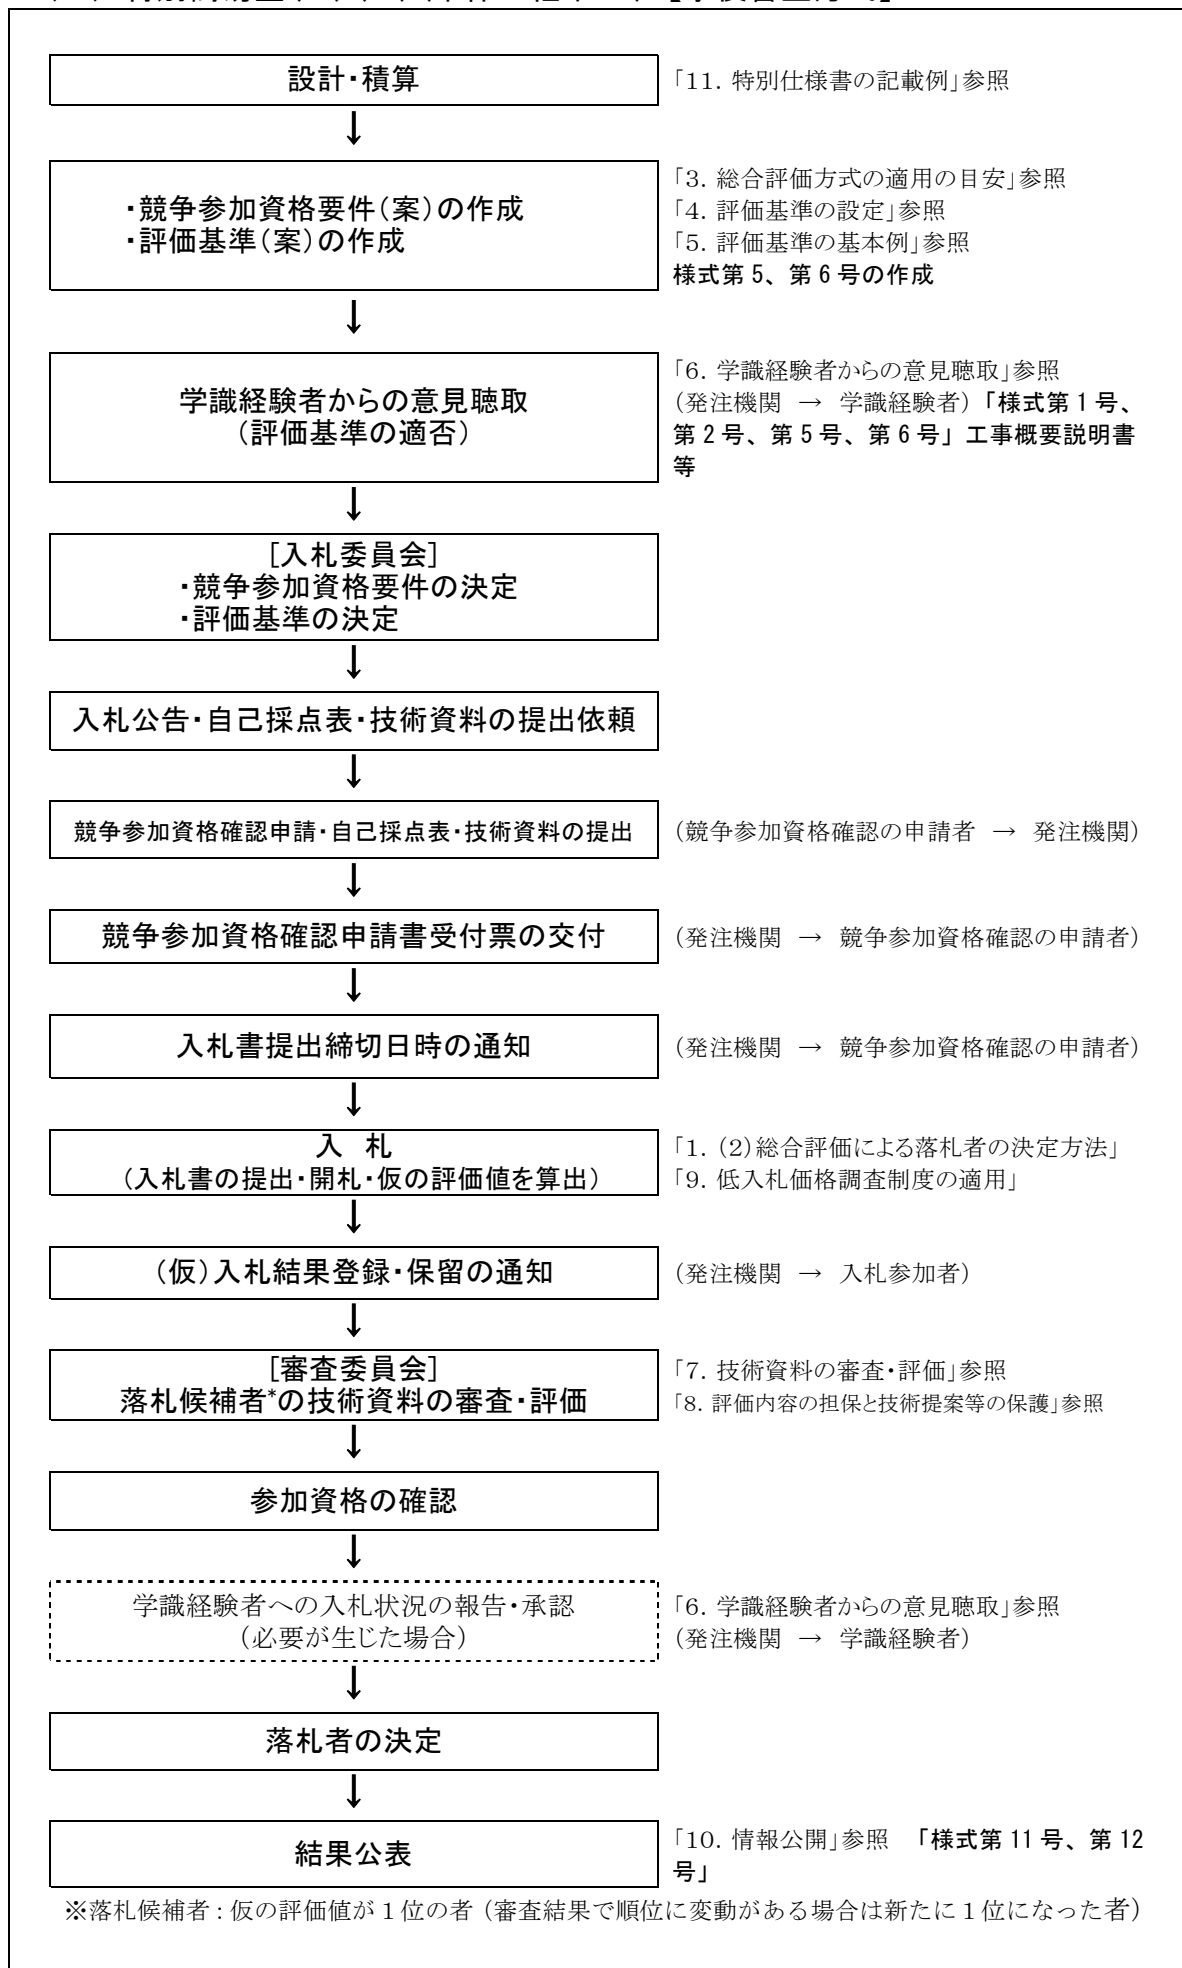 設計・積算
「11. 特別仕様書の記載例」参照
↓
・競争参加資格要件(案)の作成
・評価基準(案)の作成
「3. 総合評価方式の適用の目安」参照
「4. 評価基準の設定」参照
「5. 評価基準の基本例」参照
様式第 5、第 6 号の作成
↓
学識経験者からの意見聴取
(評価基準の適否)
「6. 学識経験者からの意見聴取」参照
(発注機関 → 学識経験者)「様式第 1 号、
第 2 号、第 5 号、第 6 号」工事概要説明書
等
↓
[入札委員会]
・競争参加資格要件の決定
・評価基準の決定
↓
入札公告・自己採点表・技術資料の提出依頼
↓
競争参加資格確認申請・自己採点表・技術資料の提出
(競争参加資格確認の申請者 → 発注機関)
↓
競争参加資格確認申請書受付票の交付
(発注機関 → 競争参加資格確認の申請者)
↓
入札書提出締切日時の通知
(発注機関 → 競争参加資格確認の申請者)
↓
入 札
(入札書の提出・開札・仮の評価値を算出)
「1. (2)総合評価による落札者の決定方法」
「9. 低入札価格調査制度の適用」
↓
(仮)入札結果登録・保留の通知
(発注機関 → 入札参加者)
↓
[審査委員会]
落札候補者*の技術資料の審査・評価
「7. 技術資料の審査・評価」参照
「8. 評価内容の担保と技術提案等の保護」参照
↓
参加資格の確認
↓
学識経験者への入札状況の報告・承認
(必要が生じた場合)
「6. 学識経験者からの意見聴取」参照
(発注機関 → 学識経験者)
↓
落札者の決定
↓
結果公表
「10. 情報公開」参照 「様式第 11 号、第 12
号」
※落札候補者:仮の評価値が 1 位の者 (審査結果で順位に変動がある場合は新たに 1 位になった者)